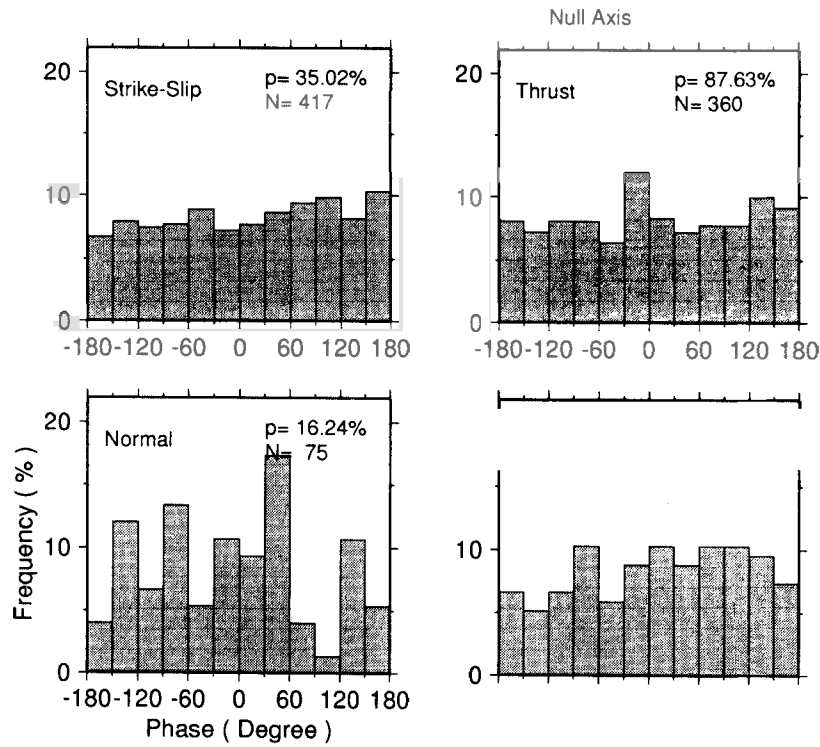 Null Axis
20
Strike-Slip
p= 35.02%
N= 417
10
0
-180 -120 -60 0 60 120 180
20
Thrust
p= 87.63%
N= 360
10
0
-180 -120 -60 0 60 120 180
20
Normal
p= 16.24%
N= 75
10
0
-180 -120 -60 0 60 120 180
Frequency ( % )
Phase ( Degree )
10
0